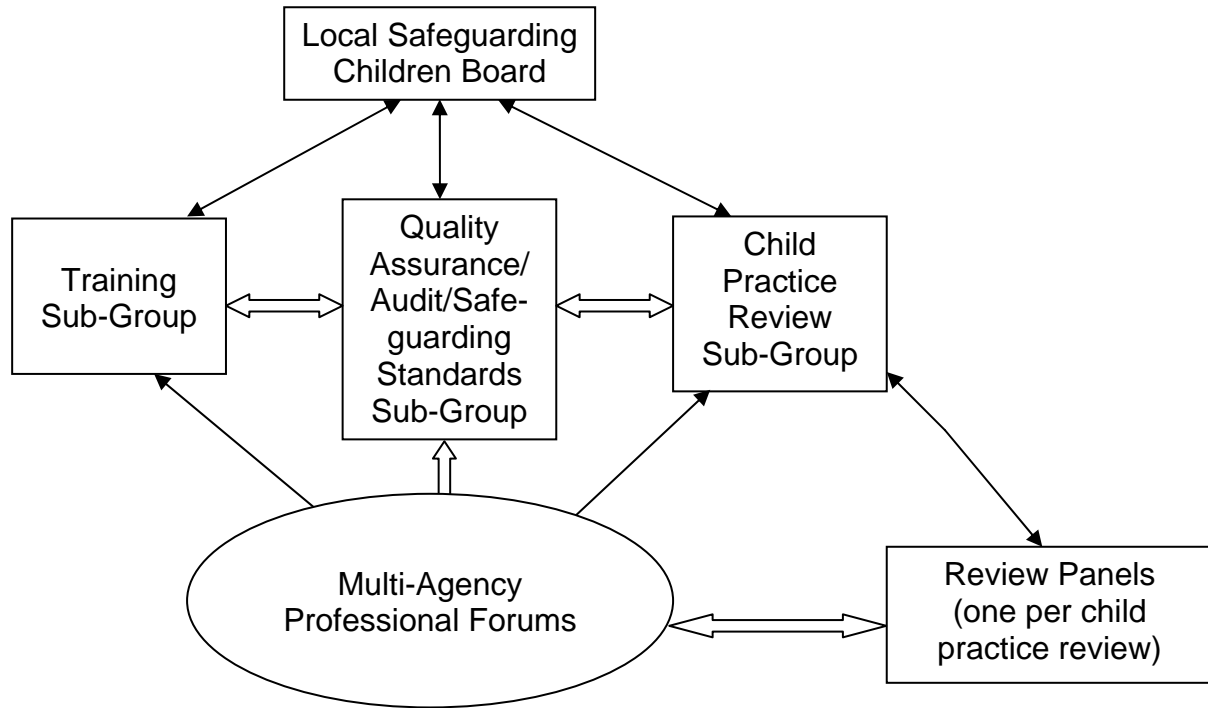 Local Safeguarding
Children Board
Training
Sub-Group
Quality
Assurance/
Audit/Safe-
guarding
Standards
Sub-Group
Child
Practice
Review
Sub-Group
Multi-Agency
Professional Forums
Review Panels
(one per child
practice review)